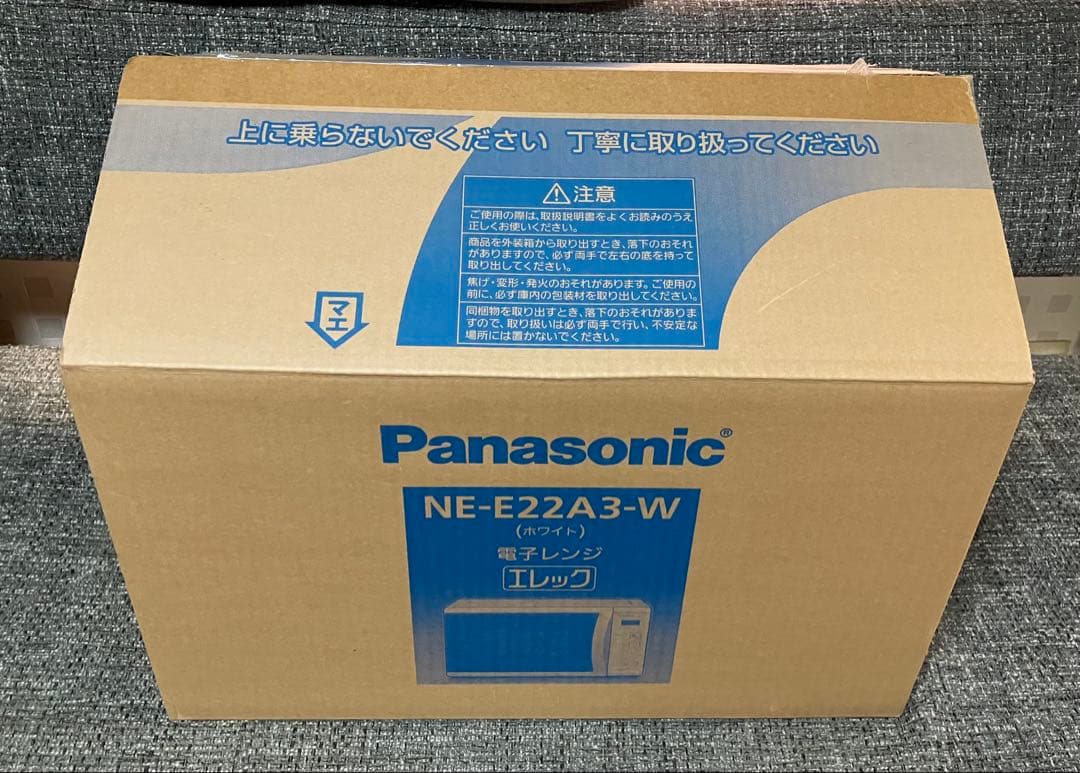 上に乗らないでください 丁寧に取り扱ってください
注意
ご使用の際は、取扱説明書をよくお読みのうえ
正しくお使いください。
商品を外装箱から取り出すとき、落下のおそれ
がありますので、必ず両手で左右の底を持って
取り出してください。
焦げ・変形・発火のおそれがあります。ご使用の
前に、必ず庫内の包装材を取り出してください。
同梱物を取り出すとき、落下のおそれがありま
すので、取り扱いは必ず両手で行い、不安定な
場所には置かないでください。
マエ
Panasonic®
NE-E22A3-W
(ホワイト)
電子レンジ
エレック